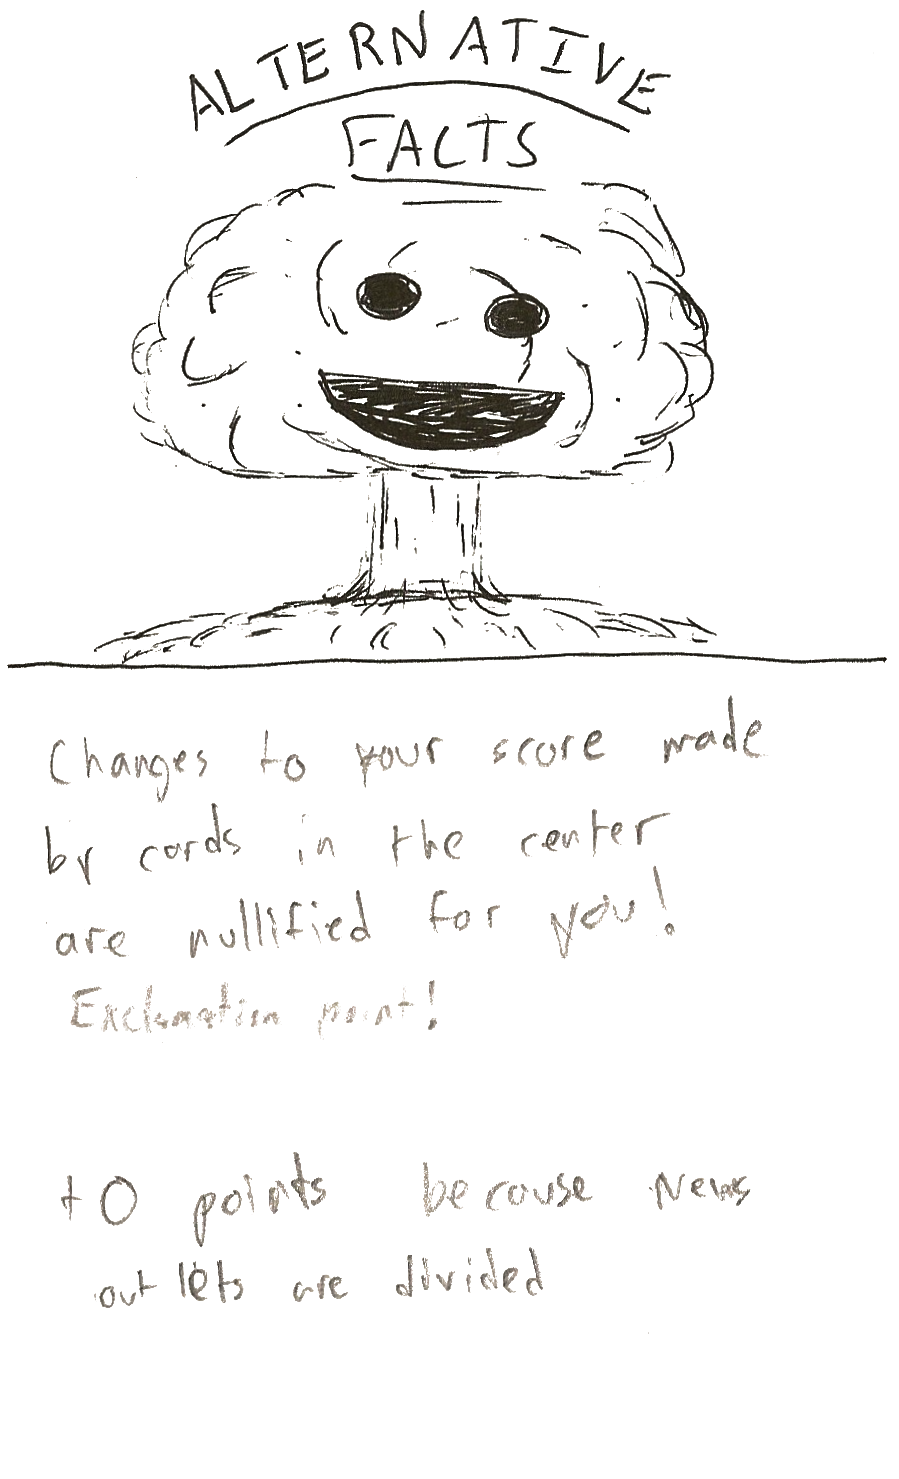 ALTERNATIVE
FACTS
Changes to your score made
by cards in the center
are nullified for you!
Exclamation point!
+0 points because News
outlets are divided